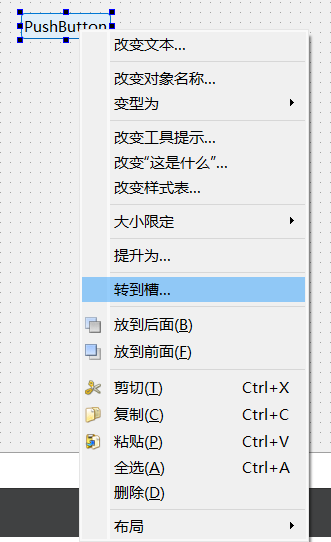 PushButton
改变文本...
改变对象名称...
变型为
改变工具提示...
改变“这是什么”...
改变样式表...
大小限定
提升为...
转到槽...
放到后面(B)
放到前面(F)
剪切(T) Ctrl+X
复制(C) Ctrl+C
粘贴(P) Ctrl+V
全选(A) Ctrl+A
删除(D)
布局